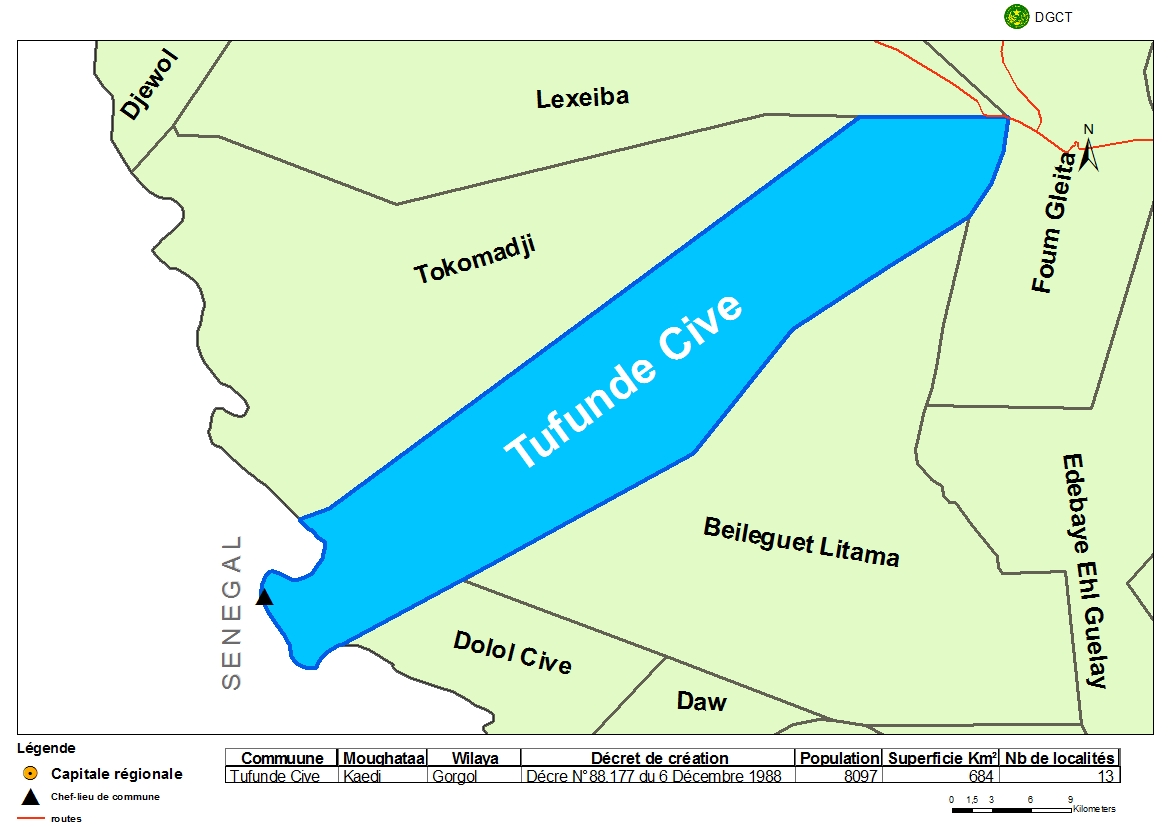 DGCT
Djewol
Lexeiba
N
Foum Gleita
Tokomadji
Tufunde Cive
Beileguet Litama
Edebaye Ehl Guelay
SENEGAL
Dolol Cive
Daw
Légende
Capitale régionale
Chef-lieu de commune
routes
Commuune Moughataa Wilaya Décret de création Population Superficie Km² Nb de localités
Tufunde Cive Kaedi Gorgol Décre N°88.177 du 6 Décembre 1988 8097 684 13
0 1,5 3 6 9
Kilometers